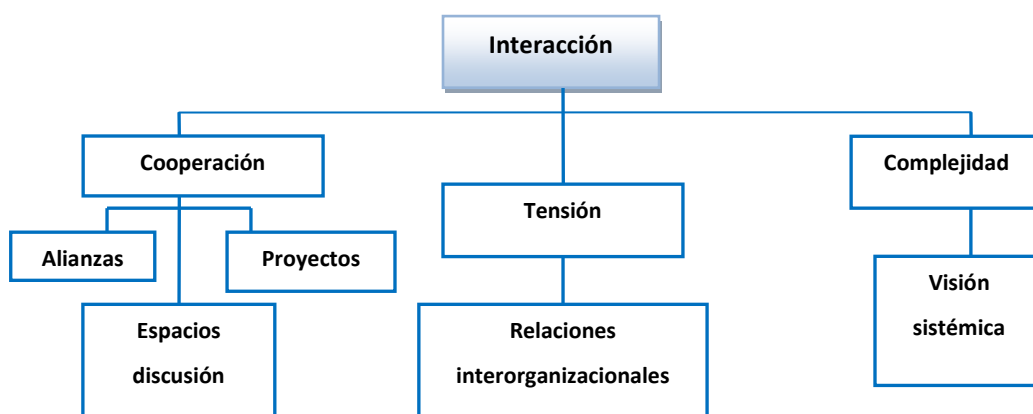 Interacción
Cooperación
Complejidad
Tensión
Alianzas
Proyectos
Visión
sistémica
Espacios
discusión
Relaciones
interorganizacionales